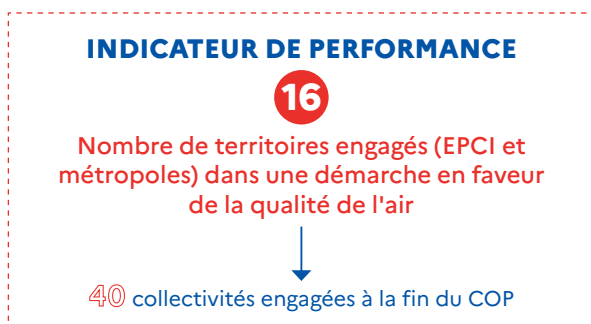 INDICATEUR DE PERFORMANCE
16
Nombre de territoires engagés (EPCI et
métropoles) dans une démarche en faveur
de la qualité de l'air
40 collectivités engagées à la fin du COP